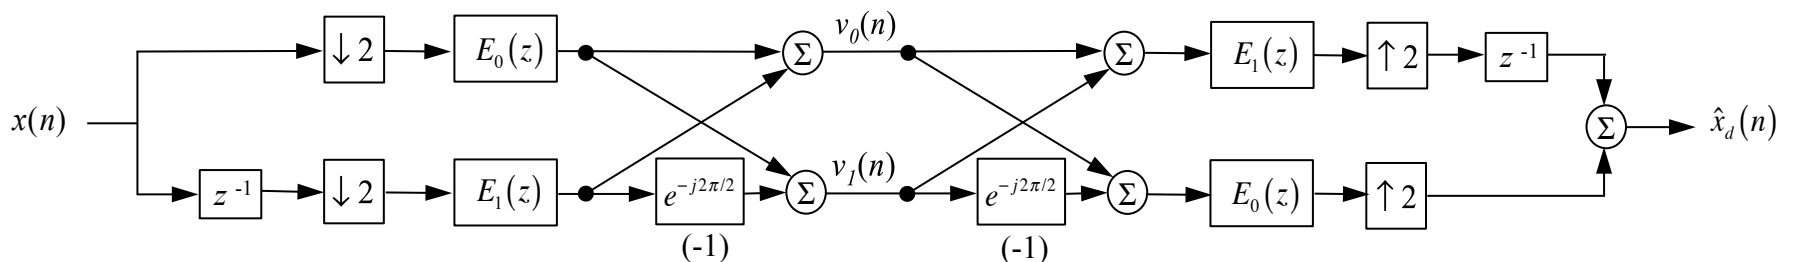 v₀(n)
↓ 2 E₀(z) Σ Σ E₁(z) ↑ 2 z⁻¹
x(n) Σ x̂_d(n)
v₁(n)
z⁻¹ ↓ 2 E₁(z) e^{-j2π/2} Σ e^{-j2π/2} Σ E₀(z) ↑ 2
(-1) (-1)